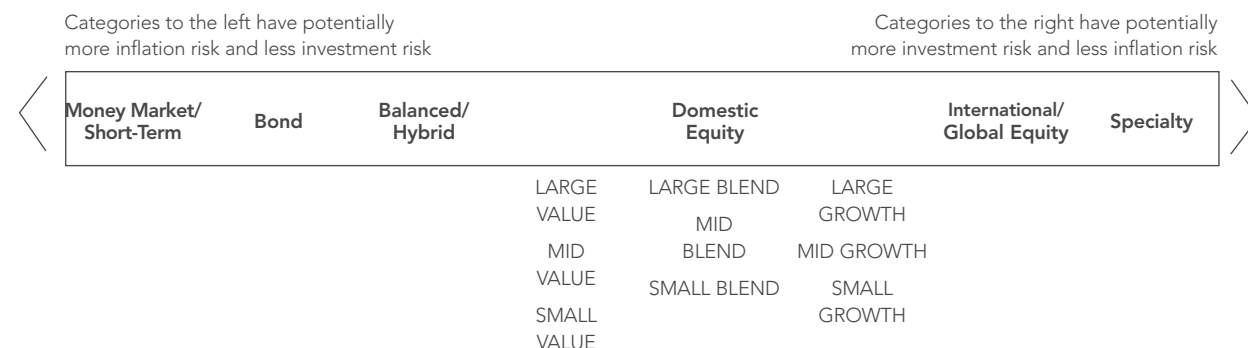 Categories to the left have potentially
more inflation risk and less investment risk
Categories to the right have potentially
more investment risk and less inflation risk
Money Market/
Short-Term
Bond
Balanced/
Hybrid
Domestic
Equity
International/
Global Equity
Specialty
LARGE
VALUE
MID
VALUE
SMALL
VALUE
LARGE BLEND
MID
BLEND
SMALL BLEND
LARGE
GROWTH
MID GROWTH
SMALL
GROWTH